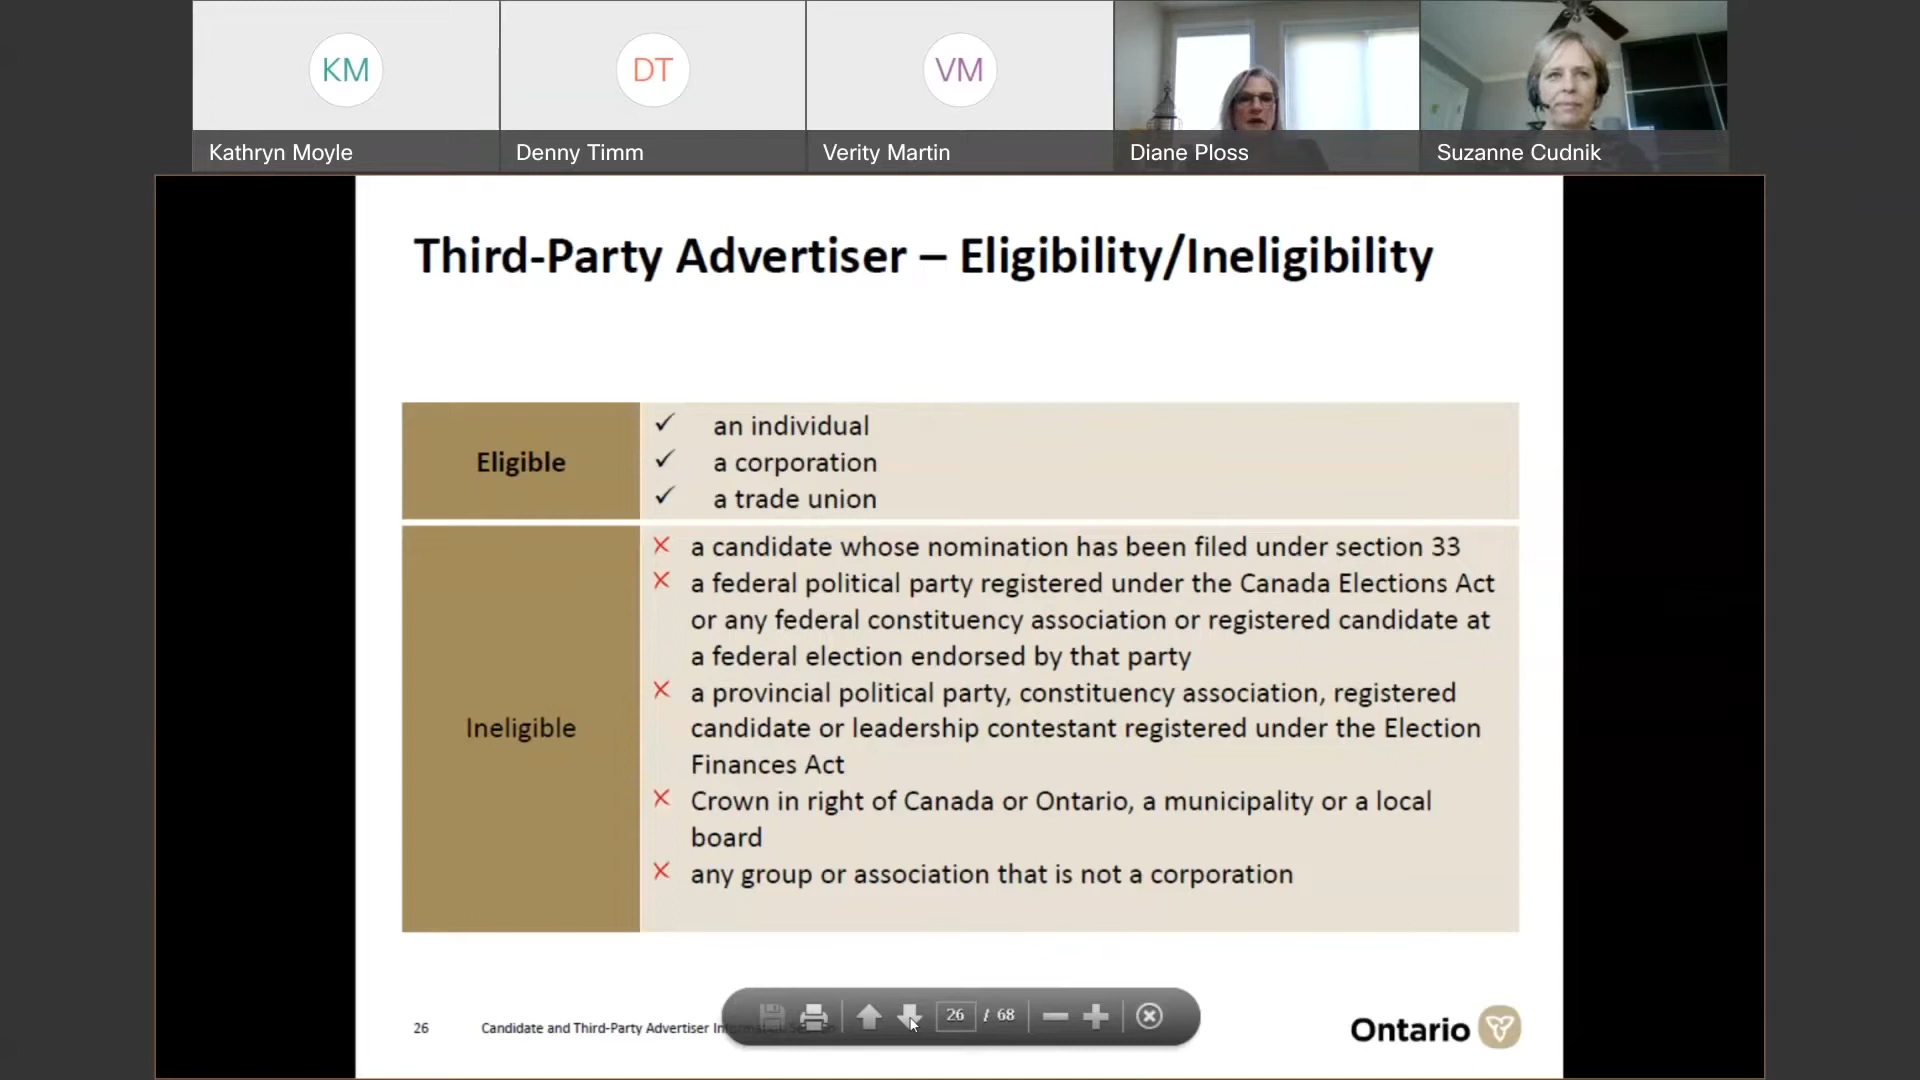 KM
DT
VM
Kathryn Moyle
Denny Timm
Verity Martin
Diane Ploss
Suzanne Cudnik
Third-Party Advertiser – Eligibility/Ineligibility
Eligible
✓ an individual
✓ a corporation
✓ a trade union
Ineligible
✗ a candidate whose nomination has been filed under section 33
✗ a federal political party registered under the Canada Elections Act
or any federal constituency association or registered candidate at
a federal election endorsed by that party
✗ a provincial political party, constituency association, registered
candidate or leadership contestant registered under the Election
Finances Act
✗ Crown in right of Canada or Ontario, a municipality or a local
board
✗ any group or association that is not a corporation
26 Candidate and Third-Party Advertiser
26 / 68
Ontario